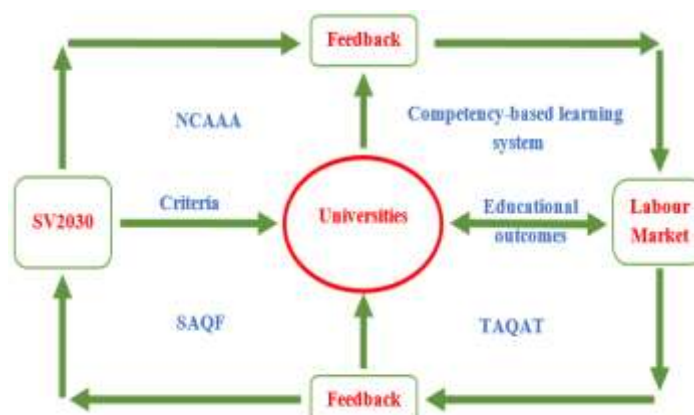 Feedback
NCAAA
Competency-based learning
system
SV2030
Criteria
Universities
Educational
outcomes
Labour
Market
SAQF
TAQAT
Feedback